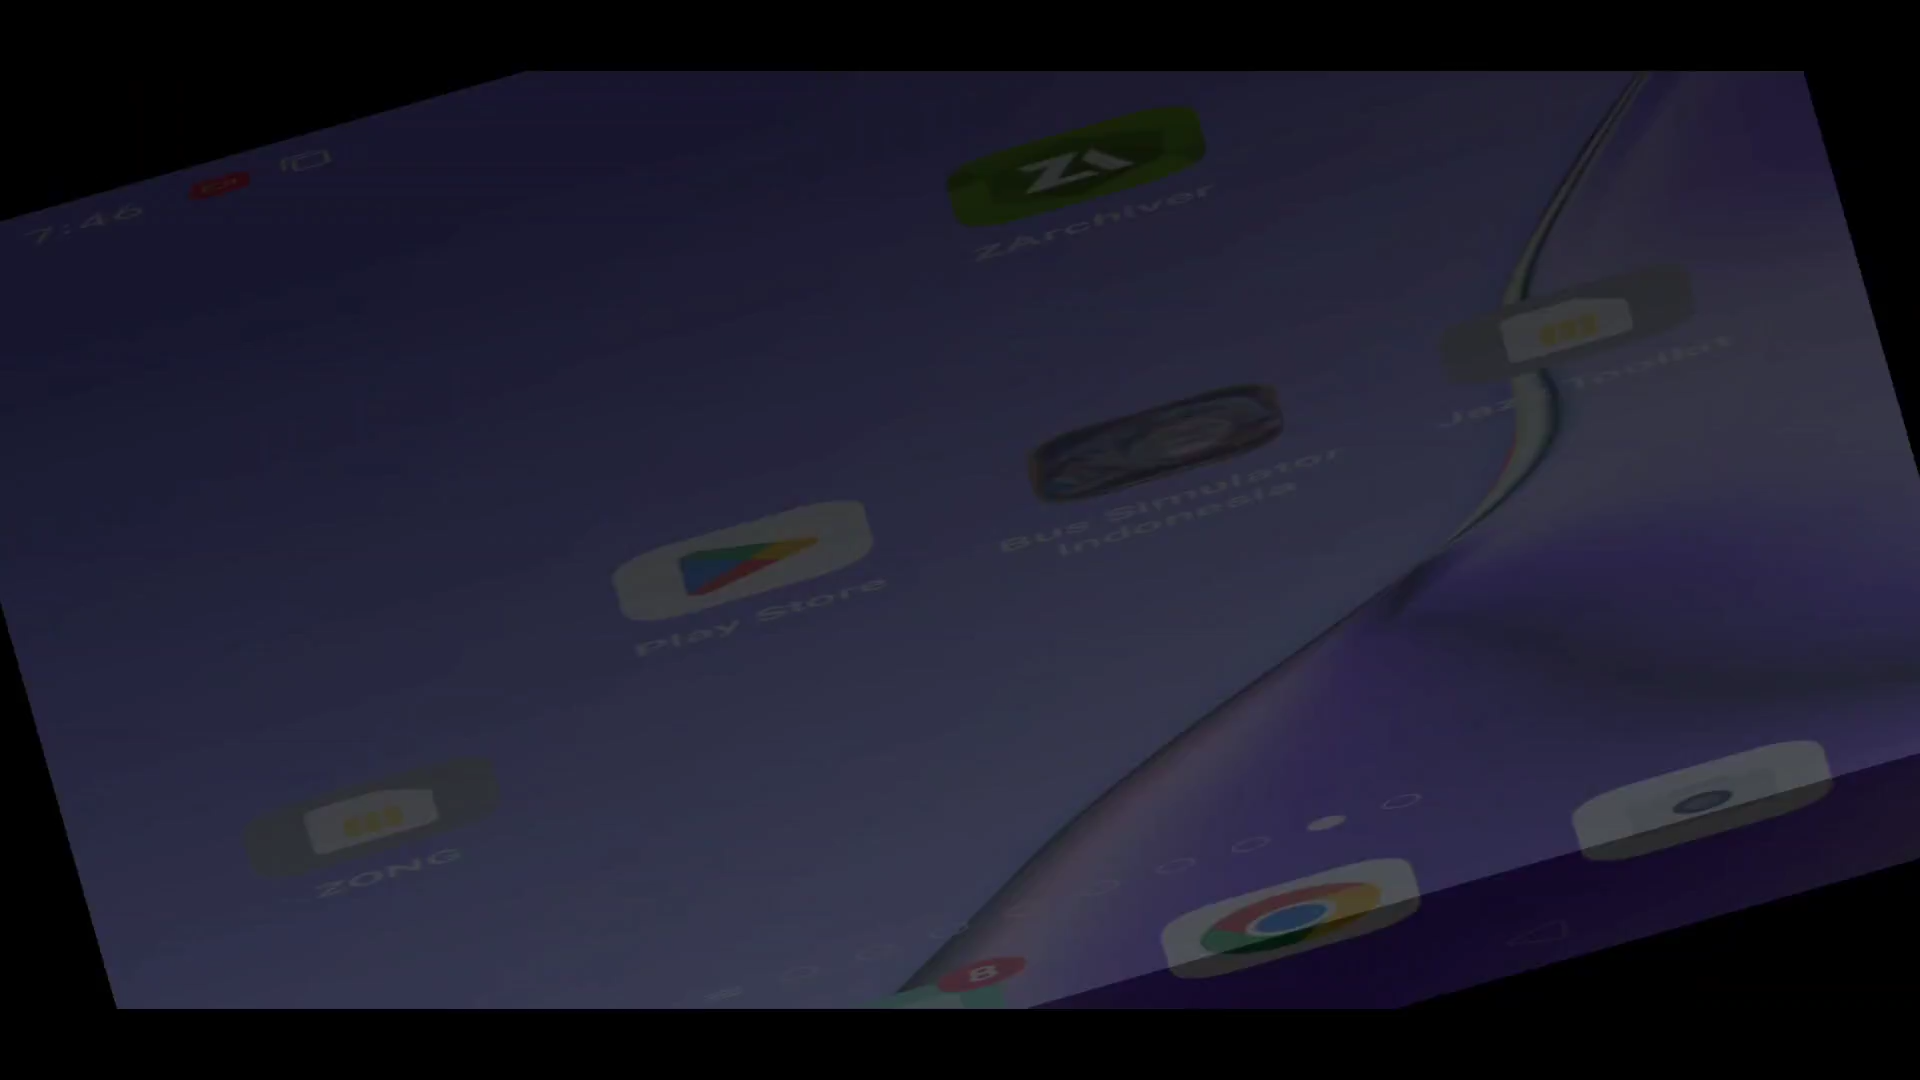 7:46
ZArchiver
Bus Simulator
Indonesia
Play Store
ZONG
8